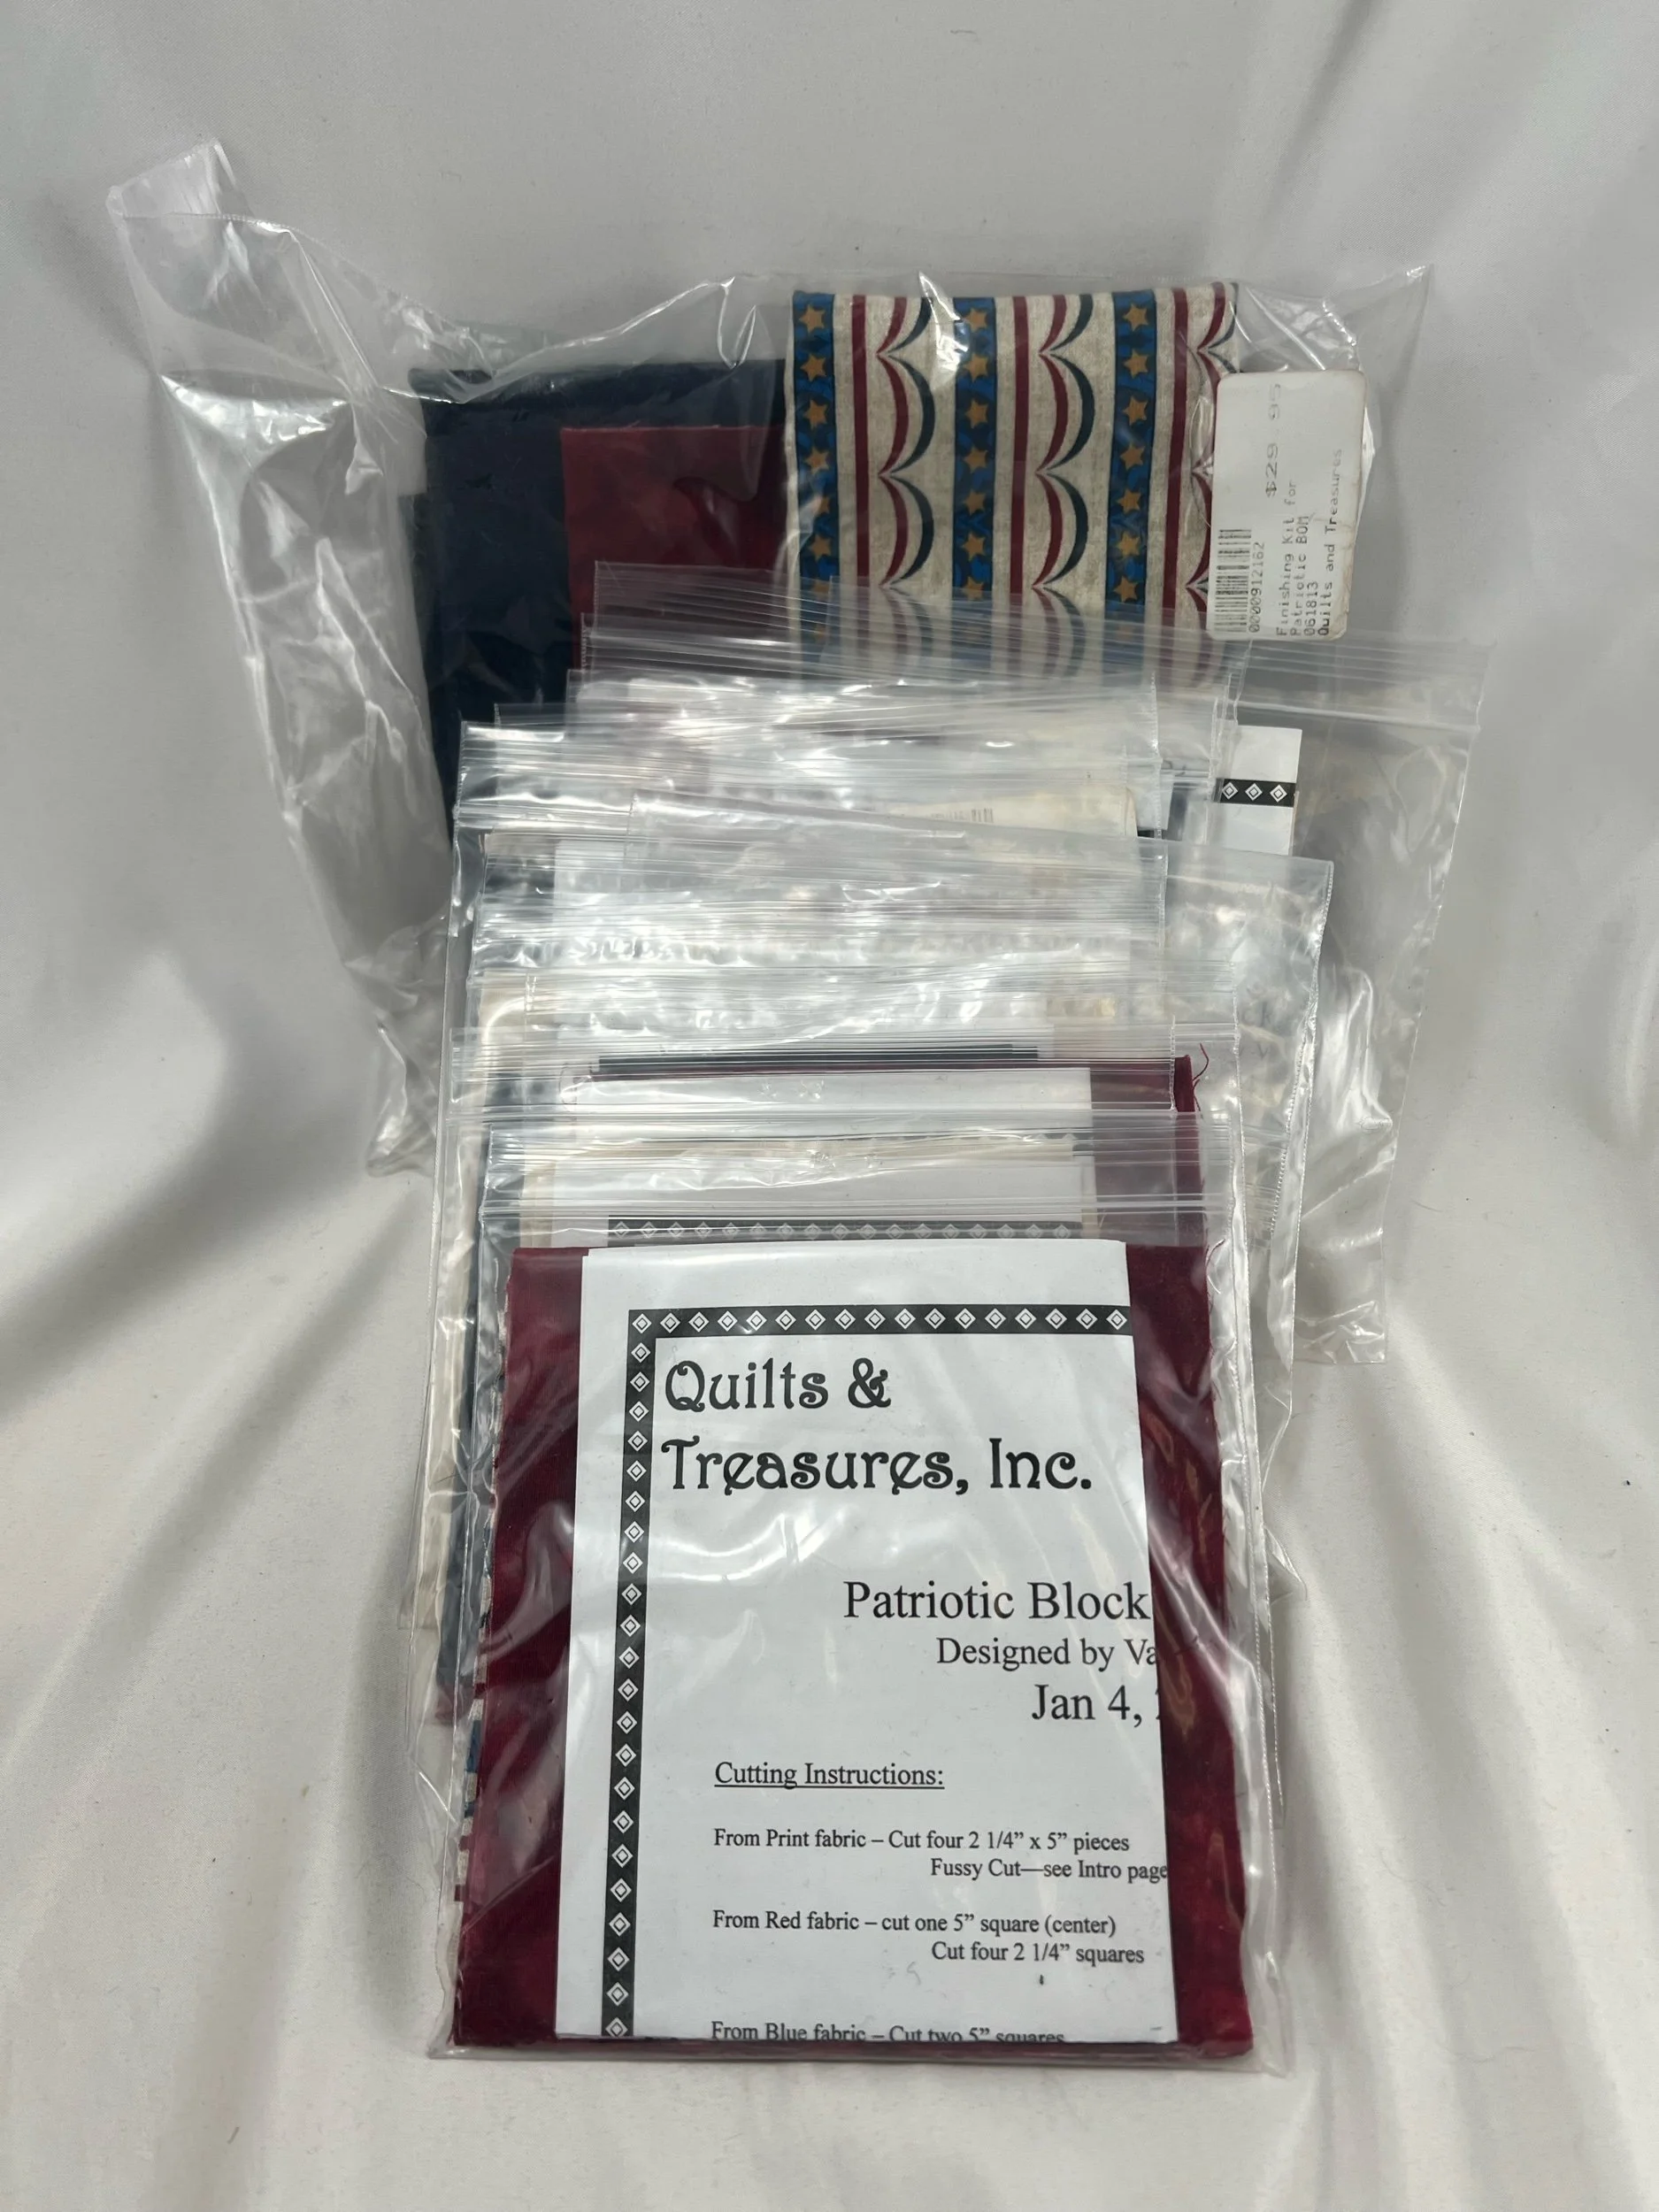 $29.95
0000912162
Finishing Kit for
Patriotic BOM
061813
Quilts and Treasures
Quilts &
Treasures, Inc.
Patriotic Block
Designed by Va
Jan 4,
Cutting Instructions:
From Print fabric – Cut four 2 1/4” x 5” pieces
Fussy Cut—see Intro page
From Red fabric – cut one 5” square (center)
Cut four 2 1/4” squares
From Blue fabric – Cut two 5” squares